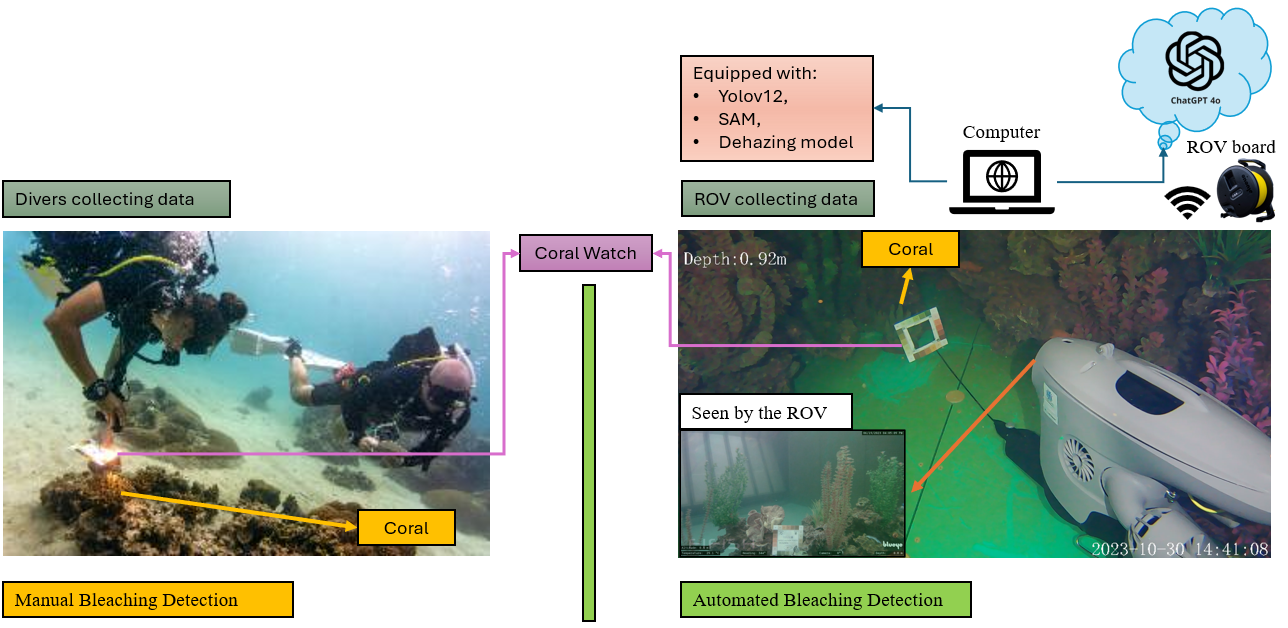 Equipped with:
• Yolov12,
• SAM,
• Dehazing model
ChatGPT 4o
Computer
ROV board
Divers collecting data
ROV collecting data
Coral Watch
Coral
Depth:0.92m
Seen by the ROV
blueye
Coral
2023-10-30 14:41:08
Manual Bleaching Detection
Automated Bleaching Detection